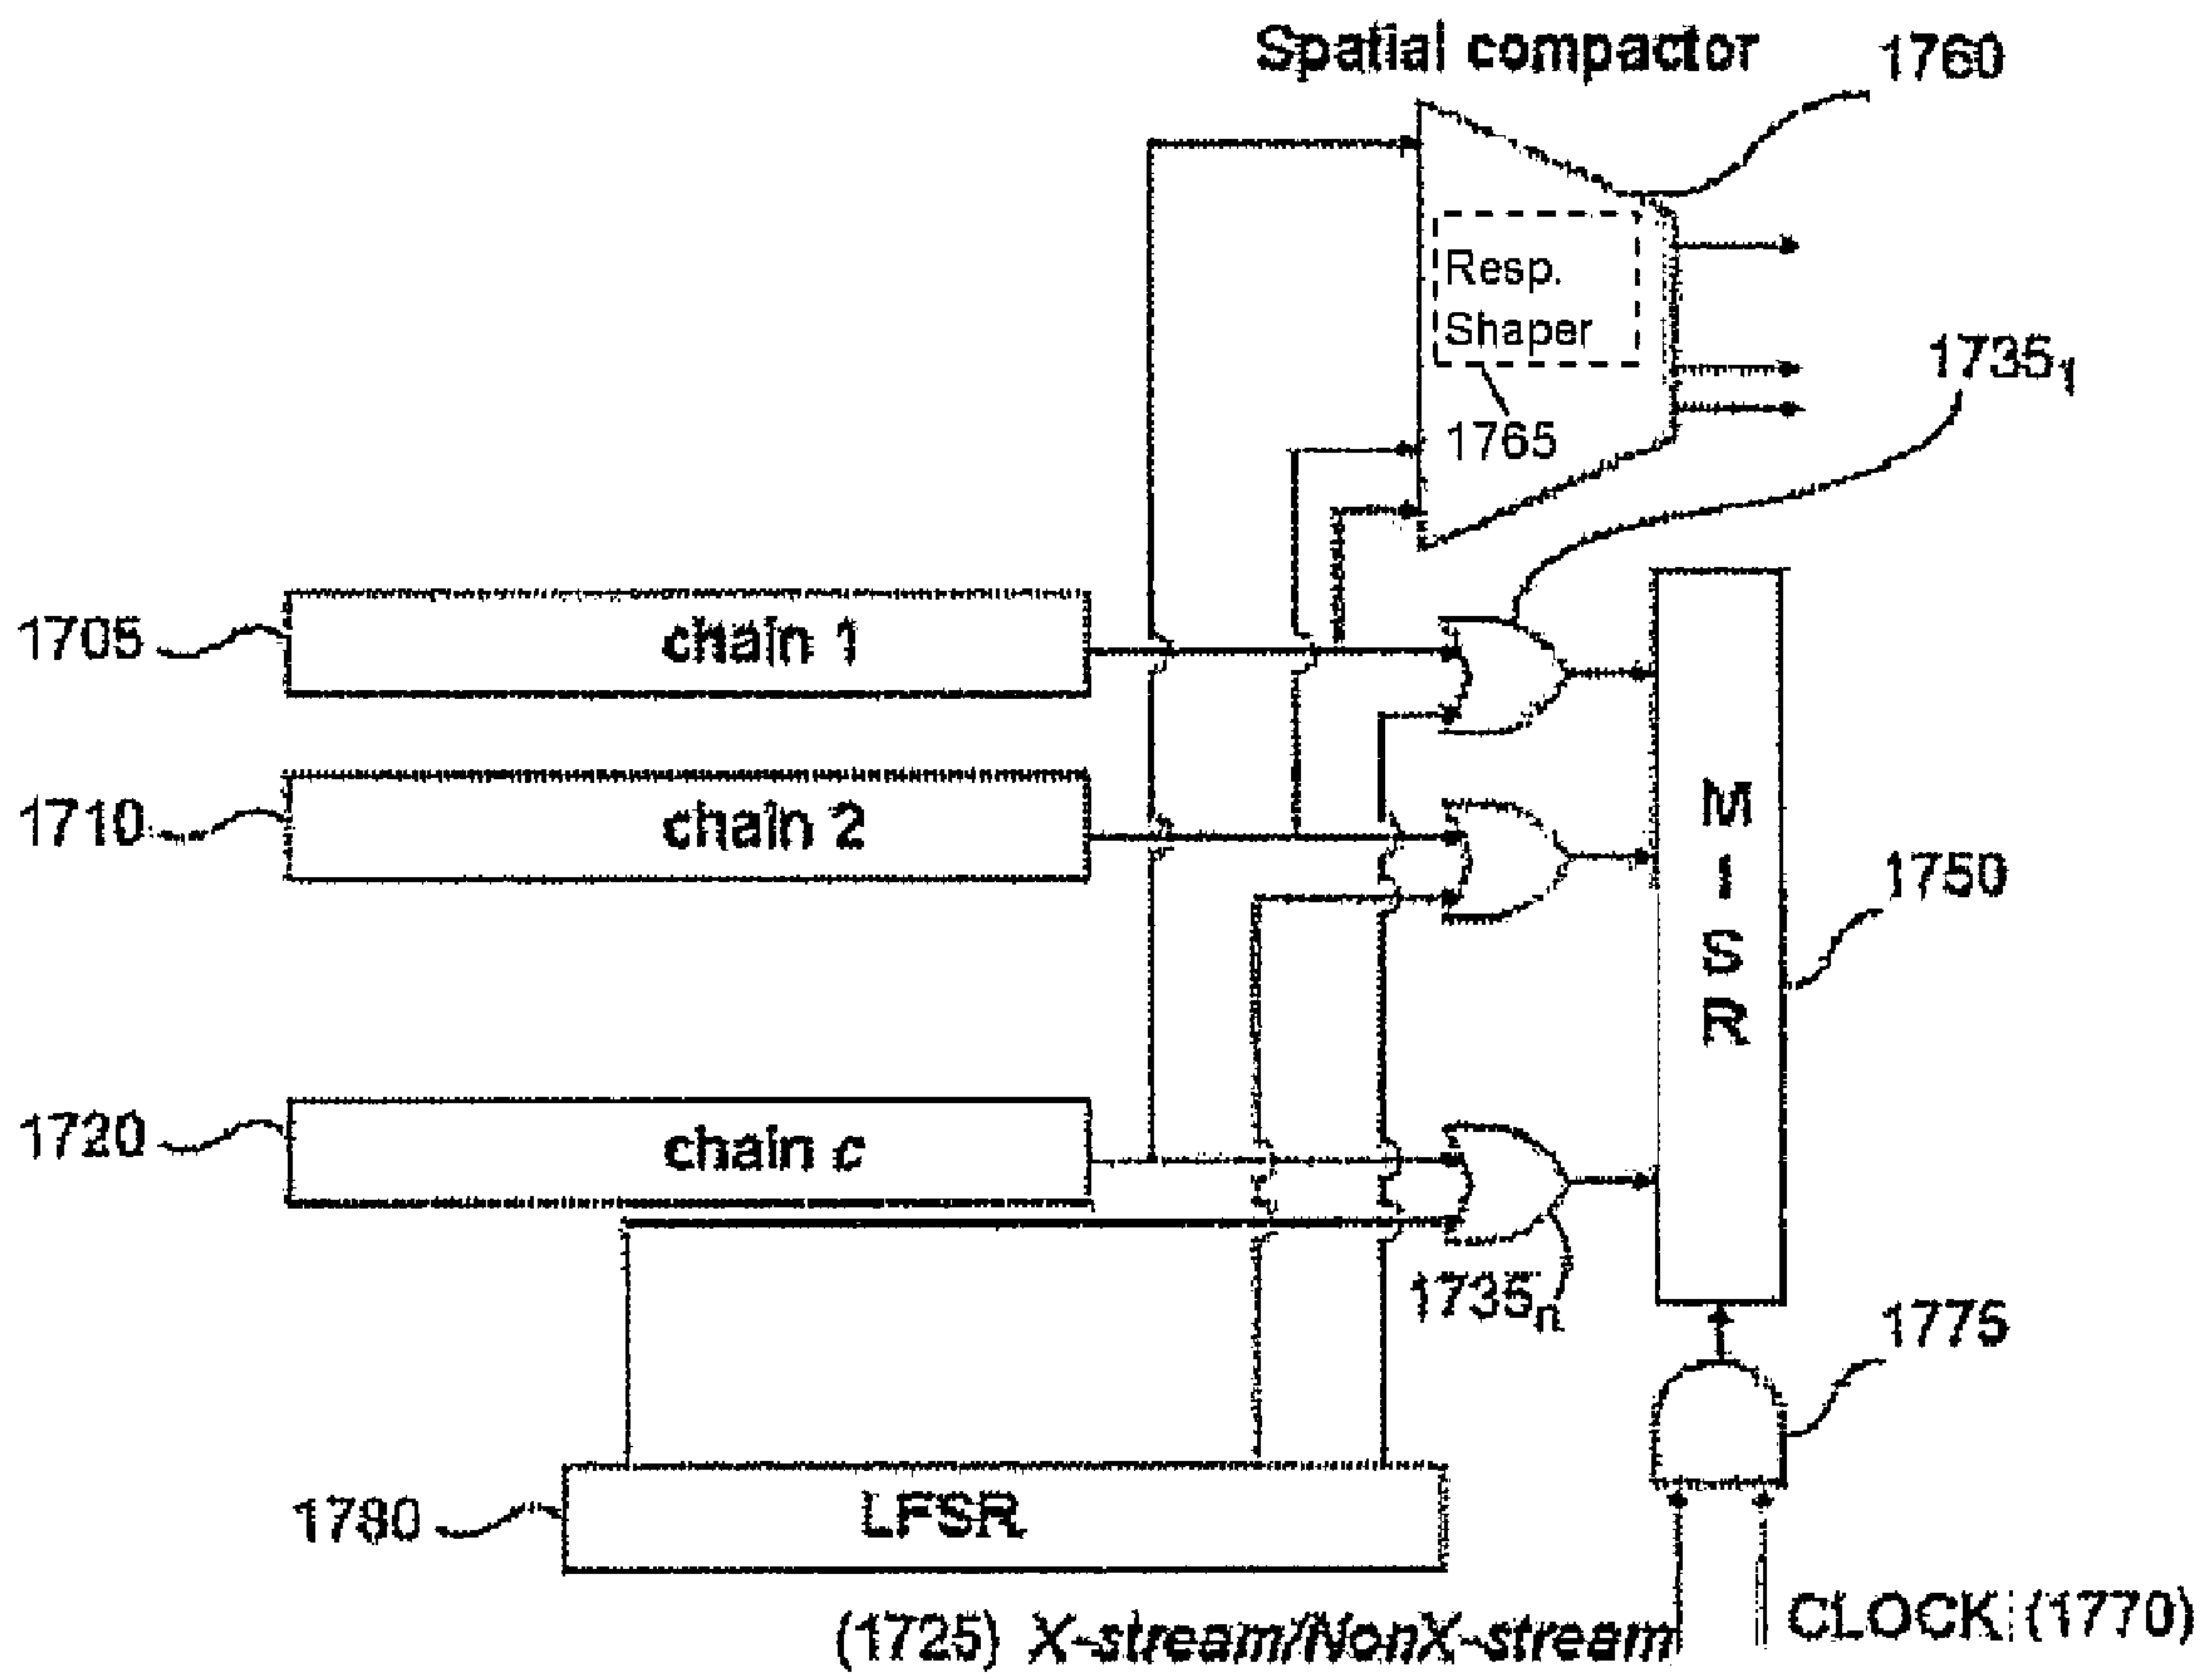 Spatial compactor
1760
Resp.
Shaper
1765
1735₁
1705
chain 1
1710
chain 2
M
I
S
R
1750
1720
chain c
1735ₙ
1775
1780
LFSR
(1725) X-stream/NonX-stream
CLOCK (1770)